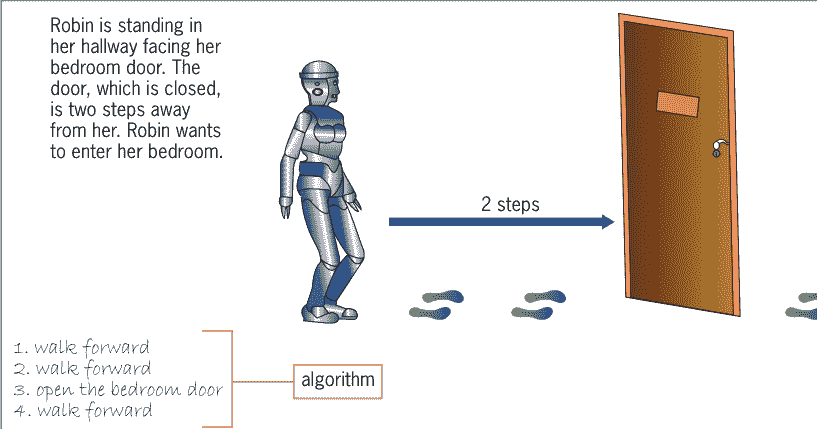 Robin is standing in
her hallway facing her
bedroom door. The
door, which is closed,
is two steps away
from her. Robin wants
to enter her bedroom.
2 steps
1. walk forward
2. walk forward
3. open the bedroom door
4. walk forward
algorithm